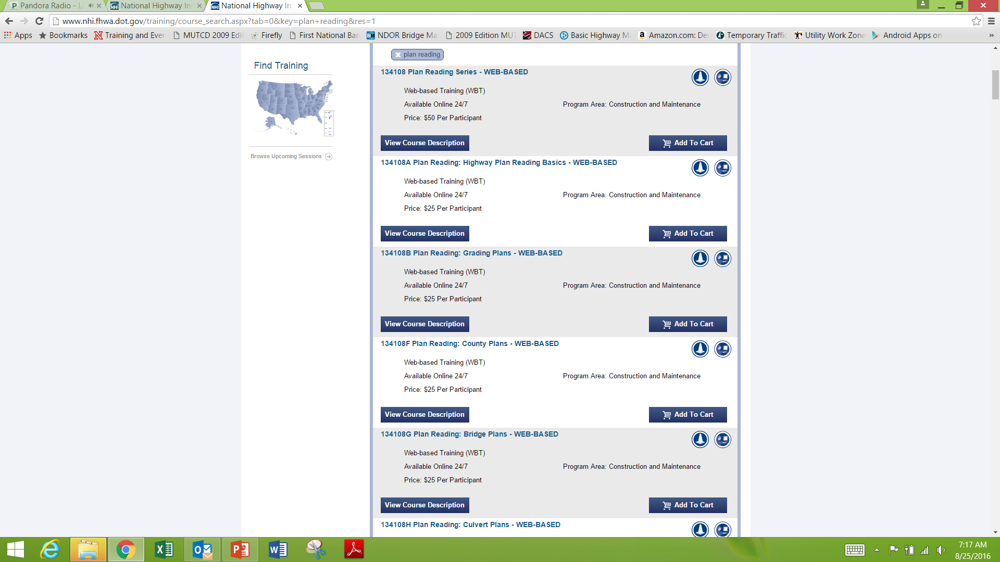 Pandora Radio - Li
National Highway Ins
National Highway Ins
www.nhi.fhwa.dot.gov/training/course_search.aspx?tab=0&key=plan+reading&res=1
Apps
Bookmarks
Training and Even
MUTCD 2009 Edit
Firefly
First National Ban
NDOR Bridge Ma
2009 Edition MUT
DACS
Basic Highway Ma
Amazon.com: Des
Temporary Traffic
Utility Work Zone
Android Apps on
»
Find Training
Browse Upcoming Sessions
x plan reading
134108 Plan Reading Series - WEB-BASED
Web-based Training (WBT)
Available Online 24/7
Program Area: Construction and Maintenance
Price: $50 Per Participant
View Course Description
Add To Cart
134108A Plan Reading: Highway Plan Reading Basics - WEB-BASED
Web-based Training (WBT)
Available Online 24/7
Program Area: Construction and Maintenance
Price: $25 Per Participant
View Course Description
Add To Cart
134108B Plan Reading: Grading Plans - WEB-BASED
Web-based Training (WBT)
Available Online 24/7
Program Area: Construction and Maintenance
Price: $25 Per Participant
View Course Description
Add To Cart
134108F Plan Reading: County Plans - WEB-BASED
Web-based Training (WBT)
Available Online 24/7
Program Area: Construction and Maintenance
Price: $25 Per Participant
View Course Description
Add To Cart
134108G Plan Reading: Bridge Plans - WEB-BASED
Web-based Training (WBT)
Available Online 24/7
Program Area: Construction and Maintenance
Price: $25 Per Participant
View Course Description
Add To Cart
134108H Plan Reading: Culvert Plans - WEB-BASED
7:17 AM
8/25/2016